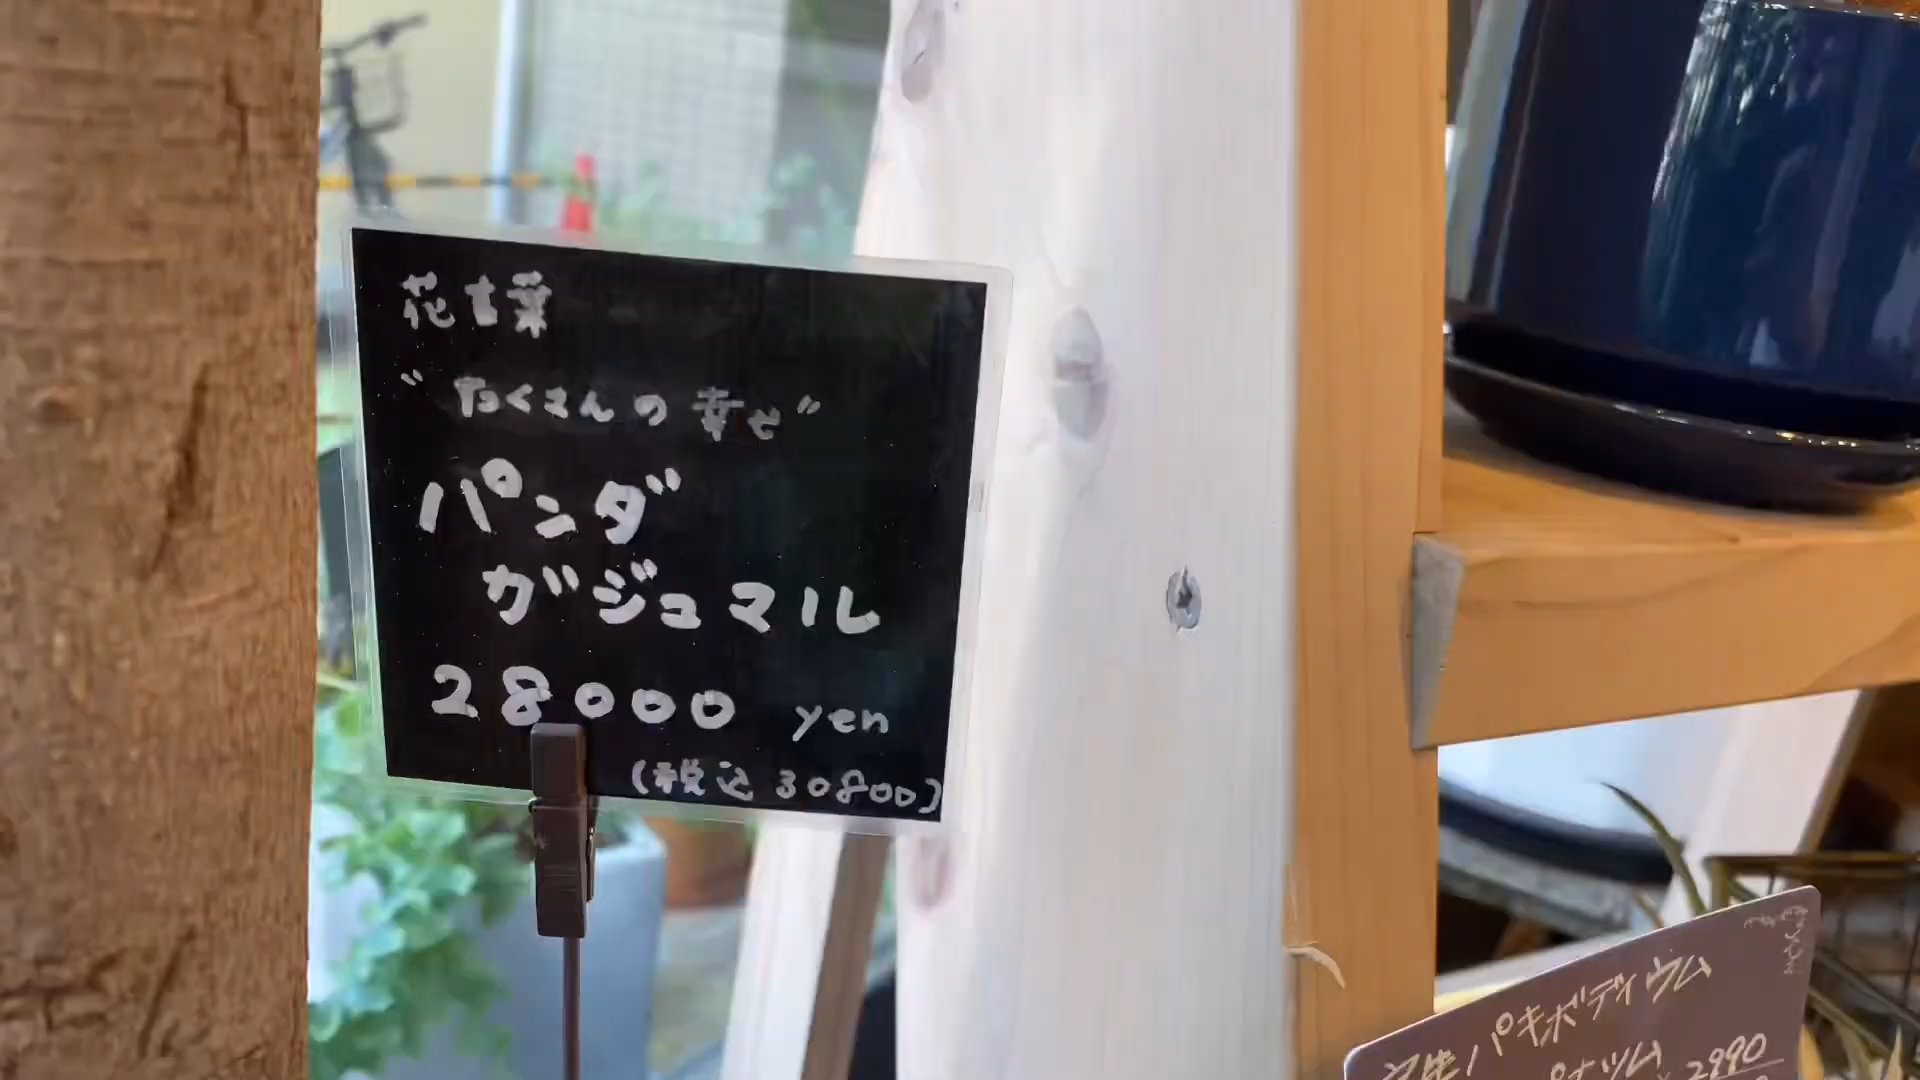 花言葉
"たくさんの幸せ"
パンダ
ガジュマル
28000 yen
(税込 30800)
パキボディウム
2990